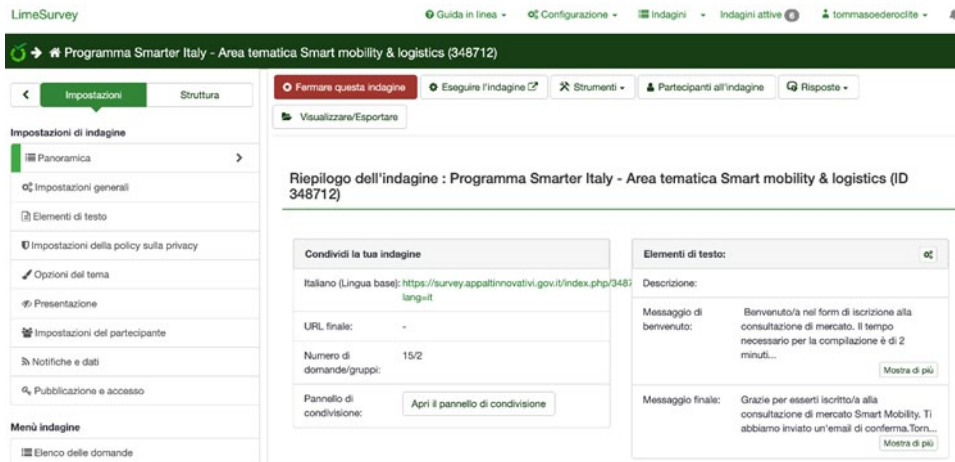 LimeSurvey
Guida in linea
Configurazione
Indagini
Indagini attive 6
tommasoederoclite
Programma Smarter Italy - Area tematica Smart mobility & logistics (348712)
Impostazioni
Struttura
Fermare questa indagine
Eseguire l'indagine
Strumenti
Partecipanti all'indagine
Risposte
Visualizzare/Esportare
Impostazioni di indagine
Panoramica
Impostazioni generali
Elementi di testo
Impostazioni della policy sulla privacy
Opzioni del tema
Presentazione
Impostazioni del partecipante
Notifiche e dati
Pubblicazione e accesso
Menù indagine
Elenco delle domande
Riepilogo dell'indagine : Programma Smarter Italy - Area tematica Smart mobility & logistics (ID
348712)
Condividi la tua indagine
Italiano (Lingua base): https://survey.appaltinnovativi.gov.it/index.php/3487
lang=it
URL finale: -
Numero di 15/2
domande/gruppi:
Pannello di
condivisione:
Apri il pannello di condivisione
Elementi di testo:
Descrizione:
Messaggio di
benvenuto:
Benvenuto/a nel form di iscrizione alla
consultazione di mercato. Il tempo
necessario per la compilazione è di 2
minuti...
Mostra di più
Messaggio finale:
Grazie per esserti iscritto/a alla
consultazione di mercato Smart Mobility. Ti
abbiamo inviato un'email di conferma.Torn...
Mostra di più